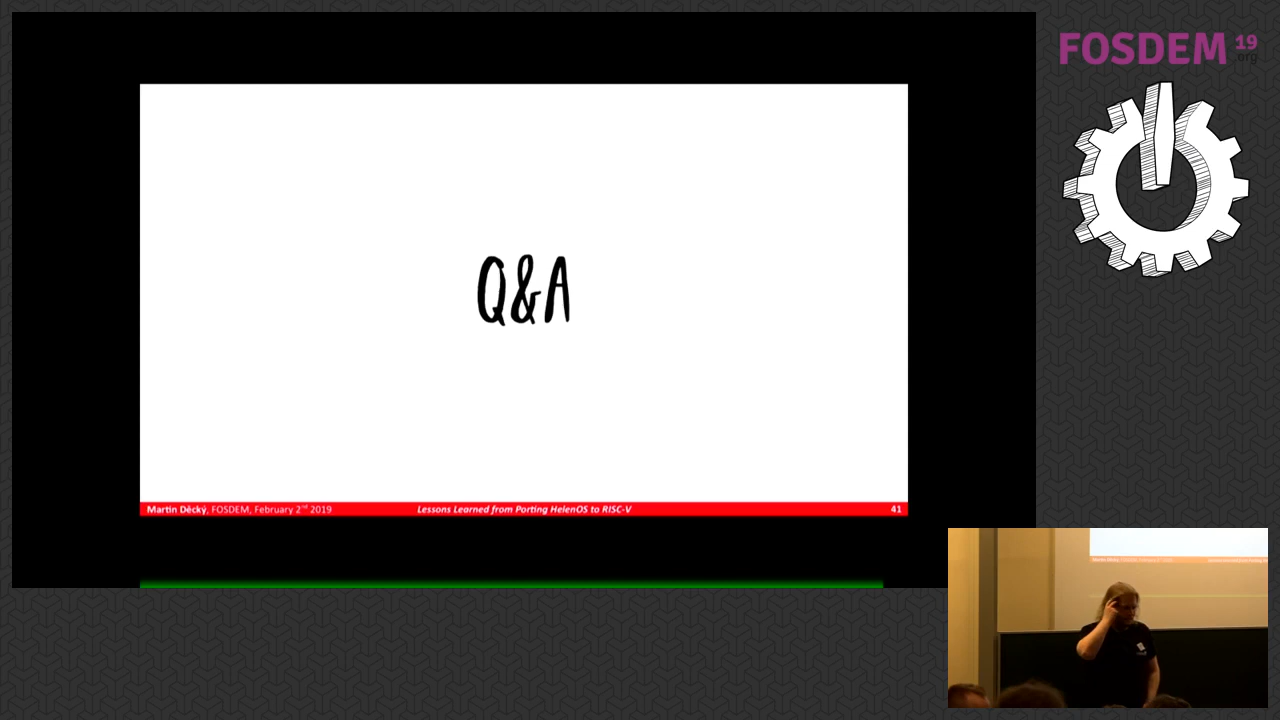 FOSDEM 19
.org
Q&A
Martin Děcký, FOSDEM, February 2nd 2019
Lessons Learned from Porting HelenOS to RISC-V
41